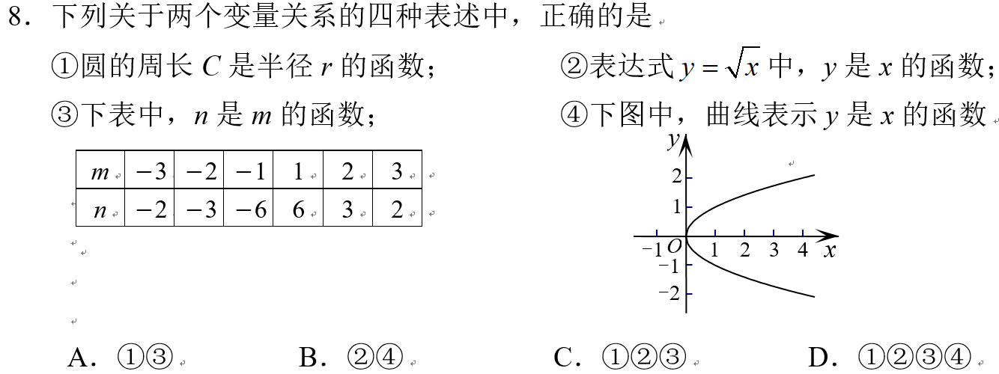 8．下列关于两个变量关系的四种表述中，正确的是
①圆的周长 C 是半径 r 的函数； ②表达式 y = √x 中，y 是 x 的函数；
③下表中，n 是 m 的函数； ④下图中，曲线表示 y 是 x 的函数
m −3 −2 −1 1 2 3
n −2 −3 −6 6 3 2
y
2
1
−1 O 1 2 3 4 x
−1
−2
A．①③ B．②④ C．①②③ D．①②③④